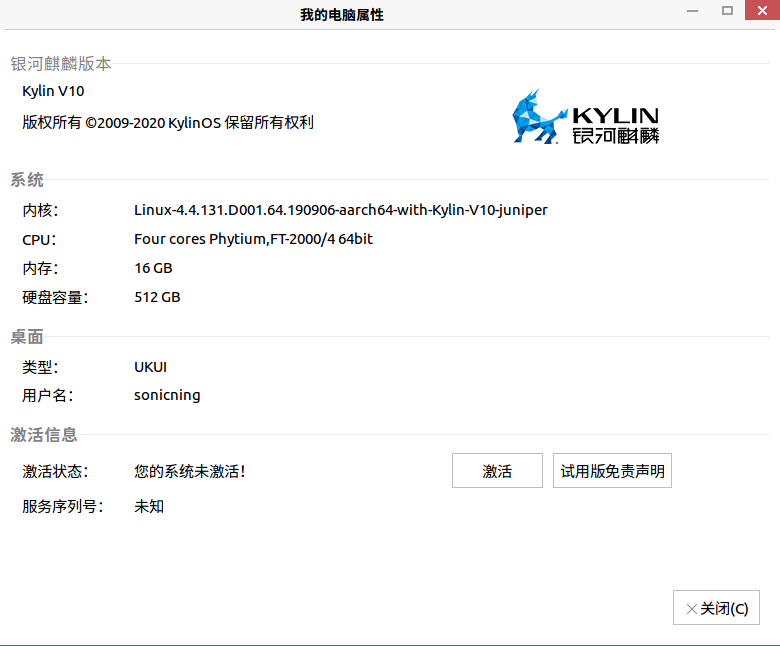 我的电脑属性
银河麒麟版本
Kylin V10
版权所有 ©2009-2020 KylinOS 保留所有权利
KYLIN
银河麒麟
系统
内核： Linux-4.4.131.D001.64.190906-aarch64-with-Kylin-V10-juniper
CPU： Four cores Phytium,FT-2000/4 64bit
内存： 16 GB
硬盘容量： 512 GB
桌面
类型： UKUI
用户名： sonicning
激活信息
激活状态： 您的系统未激活！ 激活 试用版免责声明
服务序列号： 未知
关闭(C)